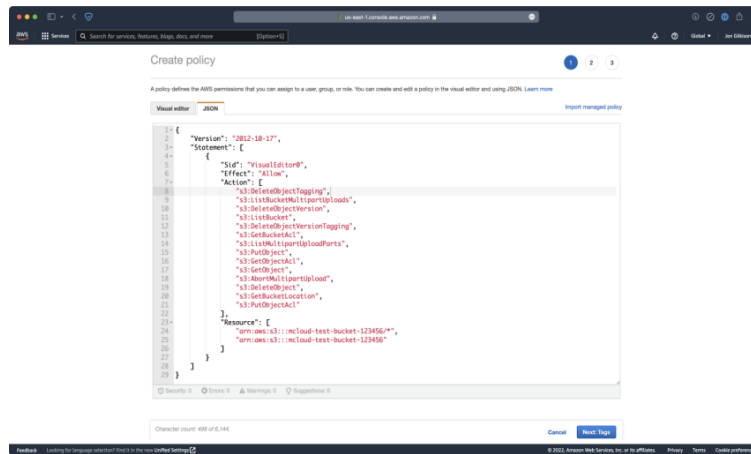 us-east-1.console.aws.amazon.com
aws Services Search for services, features, blogs, docs, and more [Option+S] Global Jon Gilkison
Create policy 1 2 3
A policy defines the AWS permissions that you can assign to a user, group, or role. You can create and edit a policy in the visual editor and using JSON. Learn more
Visual editor JSON Import managed policy
1 {
2 "Version": "2012-10-17",
3 "Statement": [
4 {
5 "Sid": "VisualEditor0",
6 "Effect": "Allow",
7 "Action": [
8 "s3:DeleteObjectTagging",
9 "s3:ListBucketMultipartUploads",
10 "s3:DeleteObjectVersion",
11 "s3:ListBucket",
12 "s3:DeleteObjectVersionTagging",
13 "s3:GetBucketAcl",
14 "s3:ListMultipartUploadParts",
15 "s3:PutObject",
16 "s3:GetObjectAcl",
17 "s3:GetObject",
18 "s3:AbortMultipartUpload",
19 "s3:DeleteObject",
20 "s3:GetBucketLocation",
21 "s3:PutObjectAcl"
22 ],
23 "Resource": [
24 "arn:aws:s3:::mcloud-test-bucket-123456/*",
25 "arn:aws:s3:::mcloud-test-bucket-123456"
26 ]
27 }
28 ]
29 }
Security: 0 Errors: 0 Warnings: 0 Suggestions: 0
Character count: 498 of 6,144.
Cancel Next: Tags
Feedback Looking for language selection? Find it in the new Unified Settings © 2022, Amazon Web Services, Inc. or its affiliates. Privacy Terms Cookie preferences